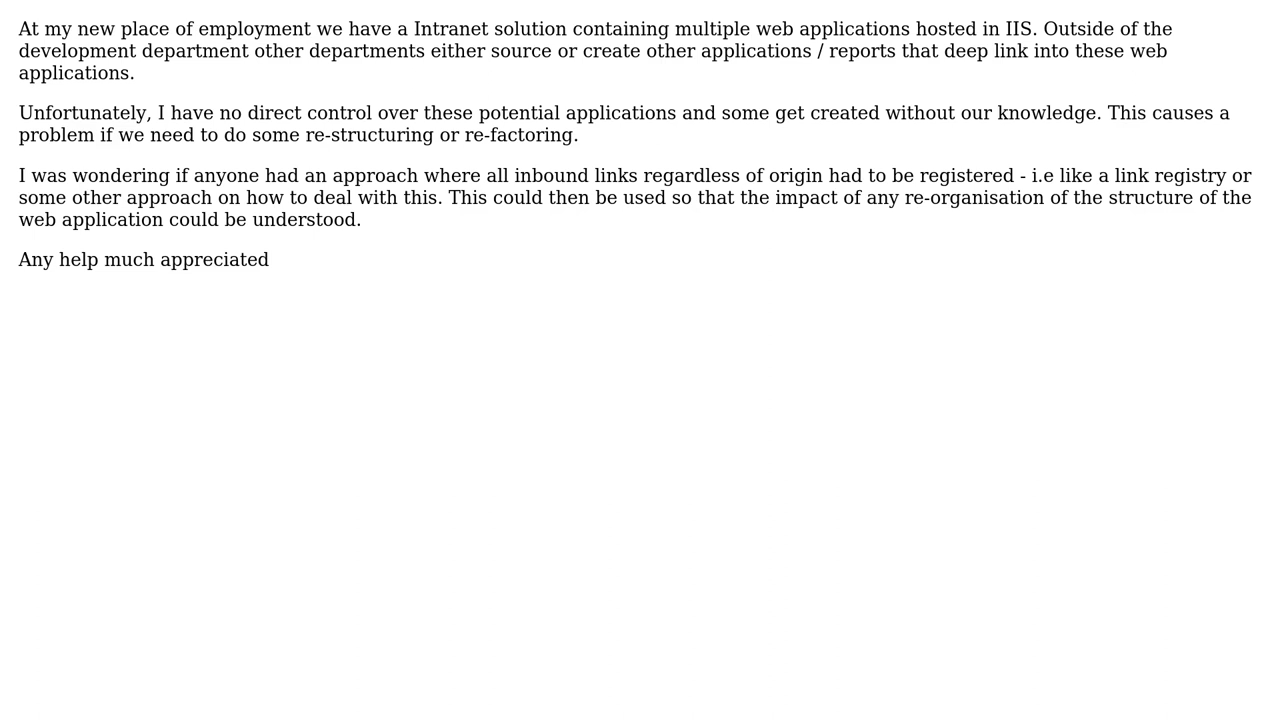 At my new place of employment we have a Intranet solution containing multiple web applications hosted in IIS. Outside of the
development department other departments either source or create other applications / reports that deep link into these web
applications.
Unfortunately, I have no direct control over these potential applications and some get created without our knowledge. This causes a
problem if we need to do some re-structuring or re-factoring.
I was wondering if anyone had an approach where all inbound links regardless of origin had to be registered - i.e like a link registry or
some other approach on how to deal with this. This could then be used so that the impact of any re-organisation of the structure of the
web application could be understood.
Any help much appreciated